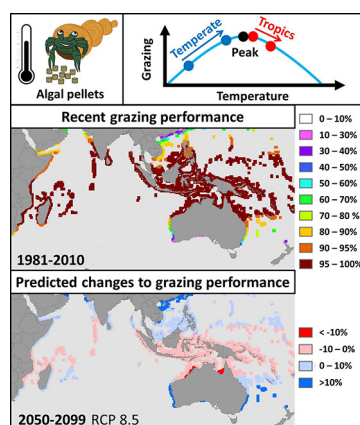 Algal pellets
Grazing
Temperate
Tropics
Peak
Temperature
Recent grazing performance
1981-2010
0 – 10%
10 – 30%
30 – 40%
40 – 50%
50 – 60%
60 – 70%
70 – 80 %
80 – 90%
90 – 95%
95 – 100%
Predicted changes to grazing performance
2050-2099 RCP 8.5
< -10%
-10 – 0%
0 – 10%
>10%